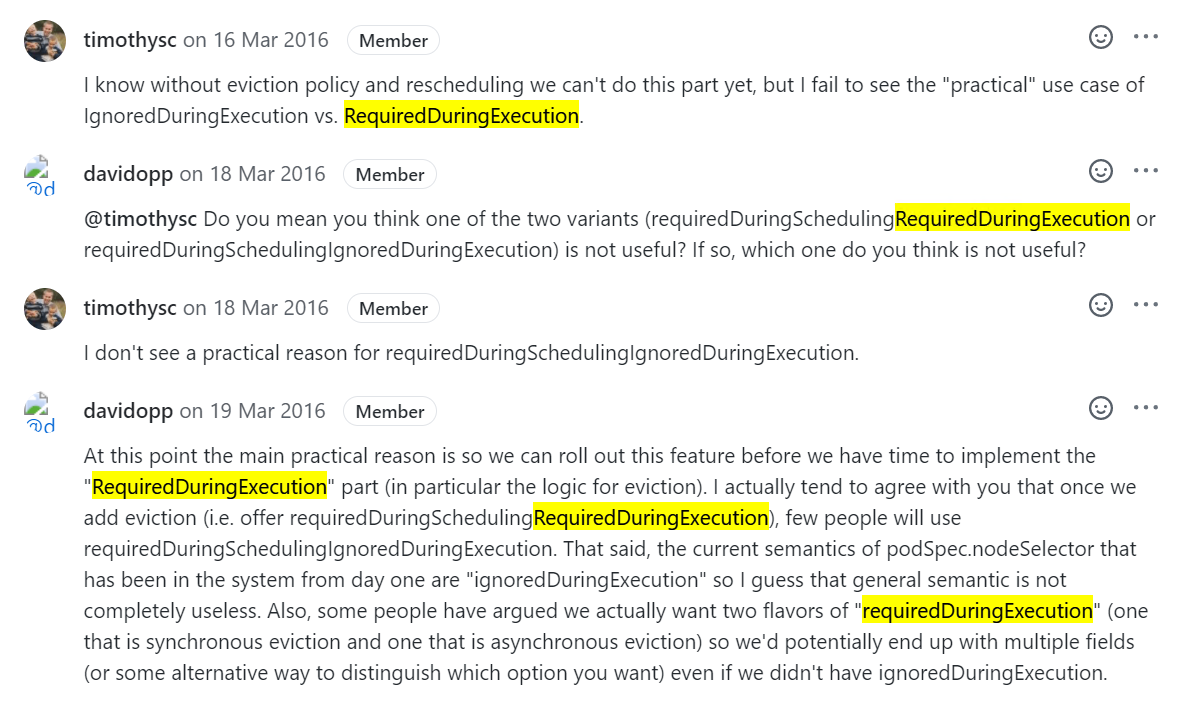 timothysc on 16 Mar 2016 Member
I know without eviction policy and rescheduling we can't do this part yet, but I fail to see the "practical" use case of
IgnoredDuringExecution vs. RequiredDuringExecution.
@d
davidopp on 18 Mar 2016 Member
@timothysc Do you mean you think one of the two variants (requiredDuringSchedulingRequiredDuringExecution or
requiredDuringSchedulingIgnoredDuringExecution) is not useful? If so, which one do you think is not useful?
timothysc on 18 Mar 2016 Member
I don't see a practical reason for requiredDuringSchedulingIgnoredDuringExecution.
@d
davidopp on 19 Mar 2016 Member
At this point the main practical reason is so we can roll out this feature before we have time to implement the
"RequiredDuringExecution" part (in particular the logic for eviction). I actually tend to agree with you that once we
add eviction (i.e. offer requiredDuringSchedulingRequiredDuringExecution), few people will use
requiredDuringSchedulingIgnoredDuringExecution. That said, the current semantics of podSpec.nodeSelector that
has been in the system from day one are "ignoredDuringExecution" so I guess that general semantic is not
completely useless. Also, some people have argued we actually want two flavors of "requiredDuringExecution" (one
that is synchronous eviction and one that is asynchronous eviction) so we'd potentially end up with multiple fields
(or some alternative way to distinguish which option you want) even if we didn't have ignoredDuringExecution.